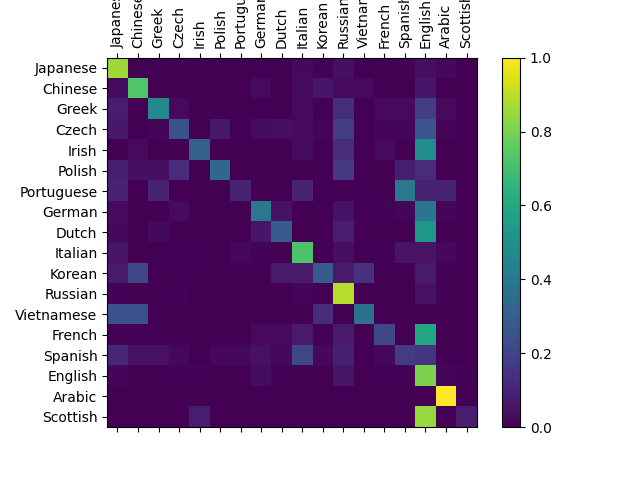 Japanes
Chinese
Greek
Czech
Irish
Polish
Portugu
German
Dutch
Italian
Korean
Russian
Vietnam
French
Spanish
English
Arabic
Scottish
Japanese
Chinese
Greek
Czech
Irish
Polish
Portuguese
German
Dutch
Italian
Korean
Russian
Vietnamese
French
Spanish
English
Arabic
Scottish
1.0
0.8
0.6
0.4
0.2
0.0